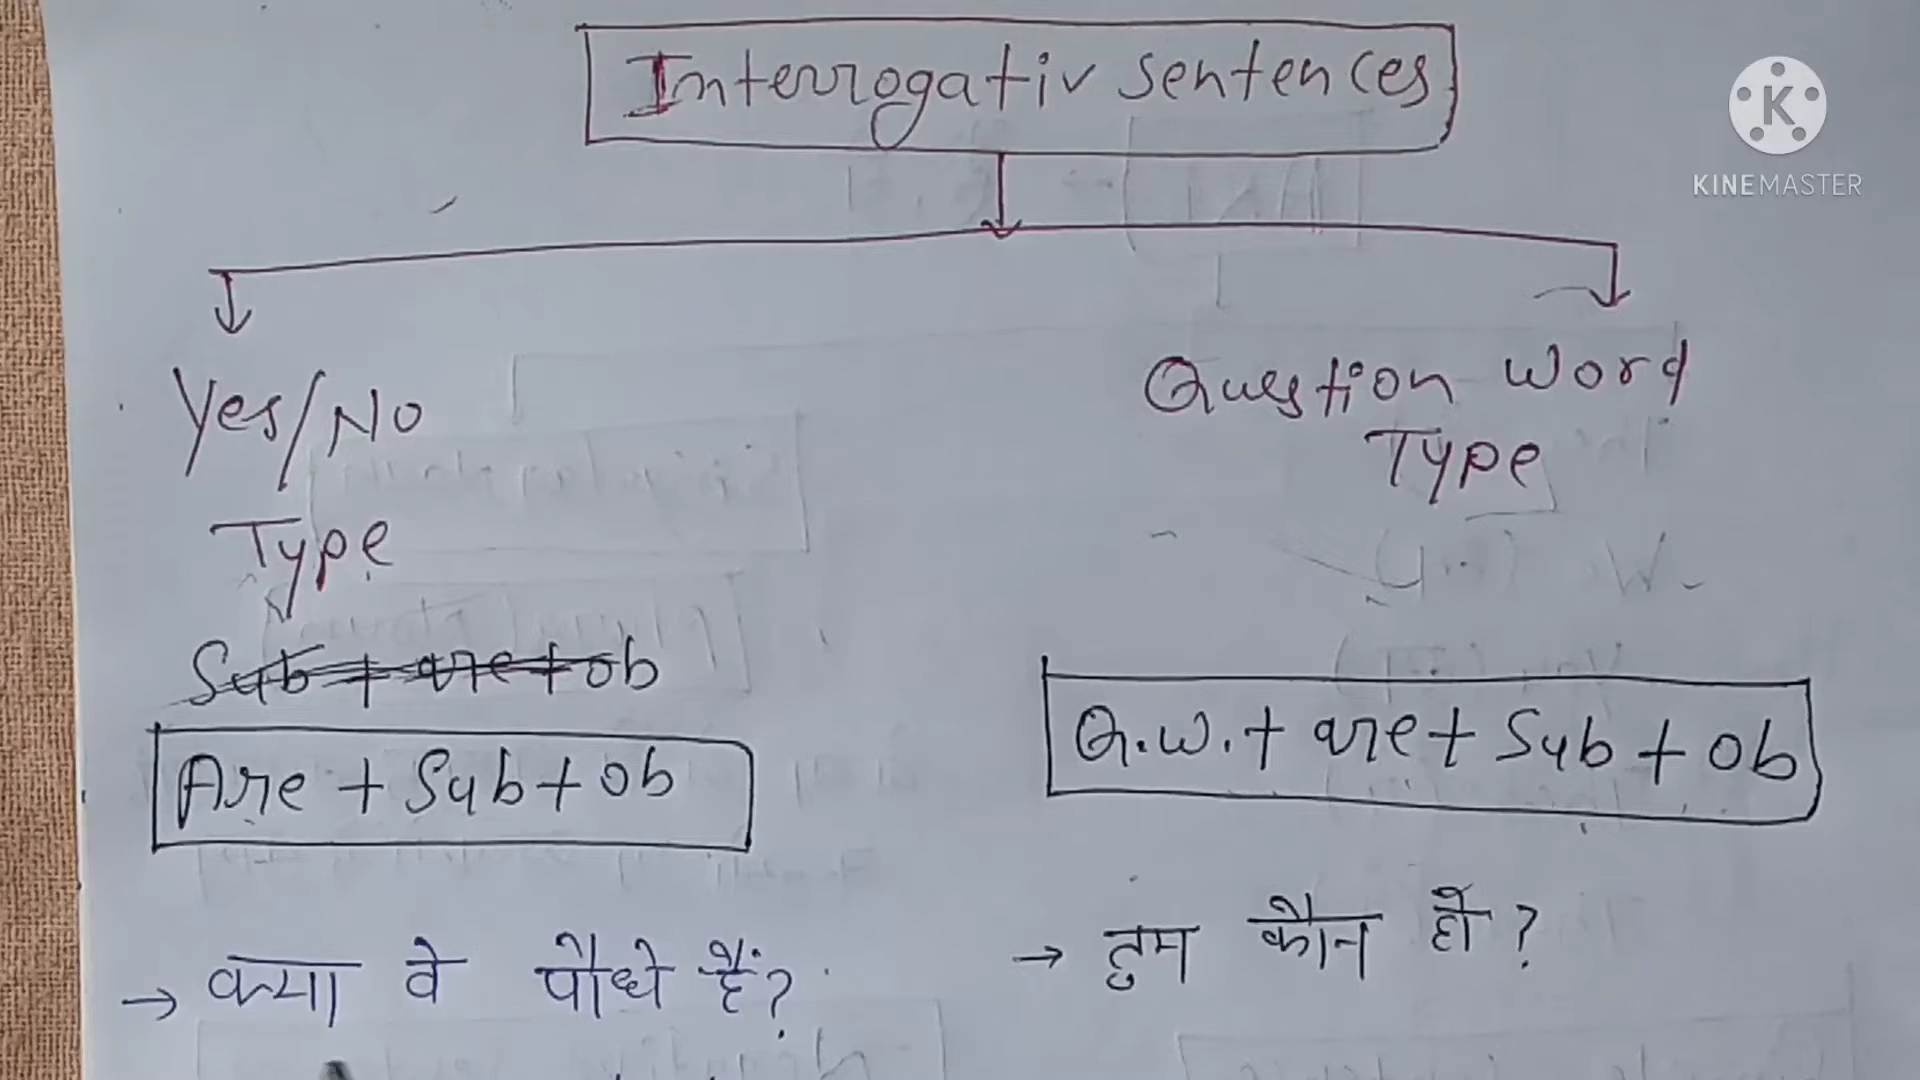 Interrogativ sentences
KINEMASTER
Yes/No
Type
Question Word
Type
Sub + are + ob
Are + Sub + ob
Q.W. + are + Sub + ob
→ क्या वे पौधे हैं?
→ तुम कौन हो?